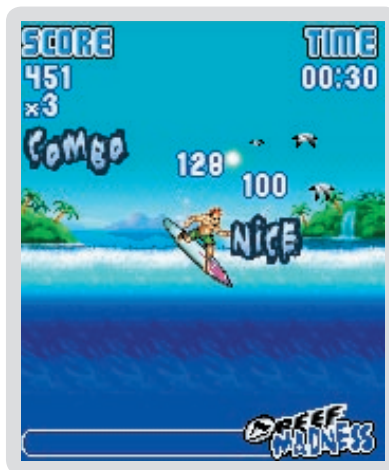 SCORE
TIME
451
00:30
x3
COMBO
128
100
NICE
REEF
MADNESS